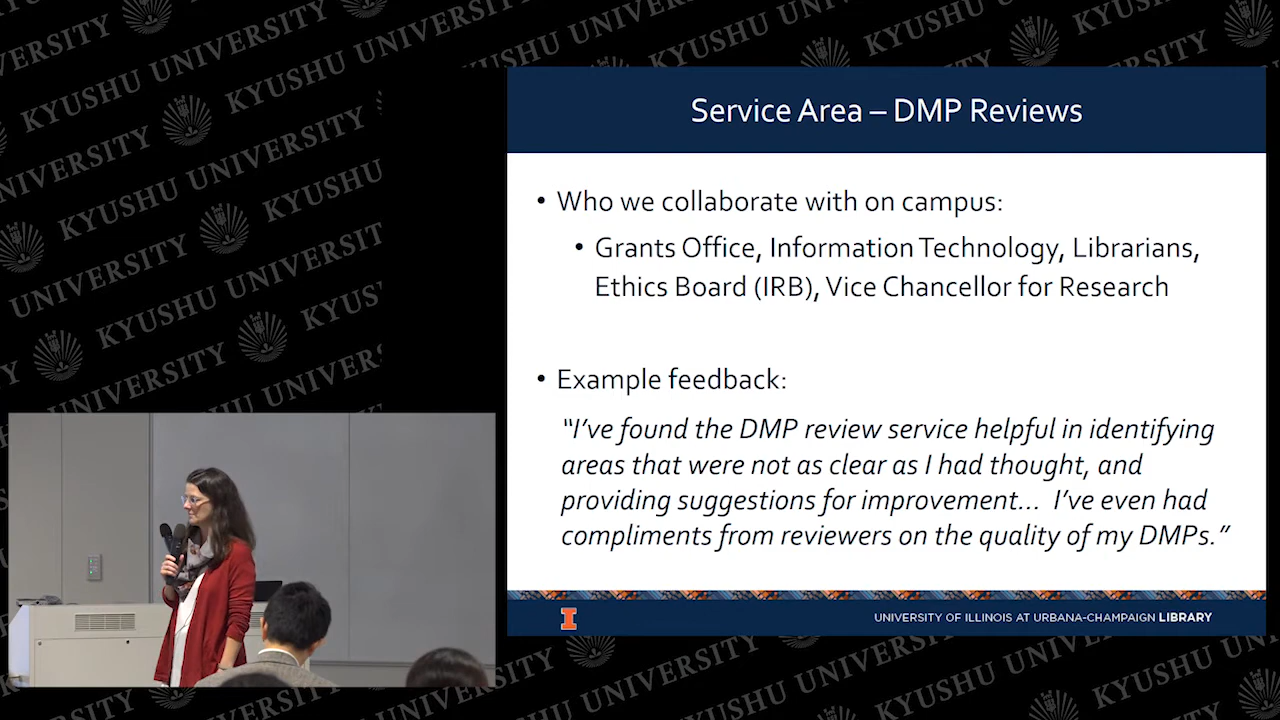 KYUSHU UNIVERSITY
Service Area – DMP Reviews
• Who we collaborate with on campus:
• Grants Office, Information Technology, Librarians,
Ethics Board (IRB), Vice Chancellor for Research
• Example feedback:
“I’ve found the DMP review service helpful in identifying
areas that were not as clear as I had thought, and
providing suggestions for improvement… I’ve even had
compliments from reviewers on the quality of my DMPs.”
I
UNIVERSITY OF ILLINOIS AT URBANA-CHAMPAIGN LIBRARY